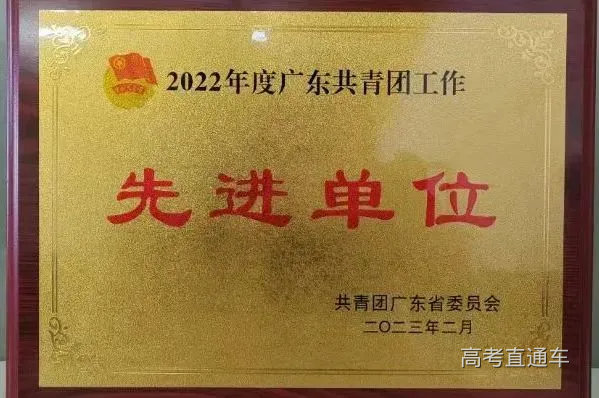 2022年度广东共青团工作
先进单位
共青团广东省委员会
二〇二三年二月
高考直通车